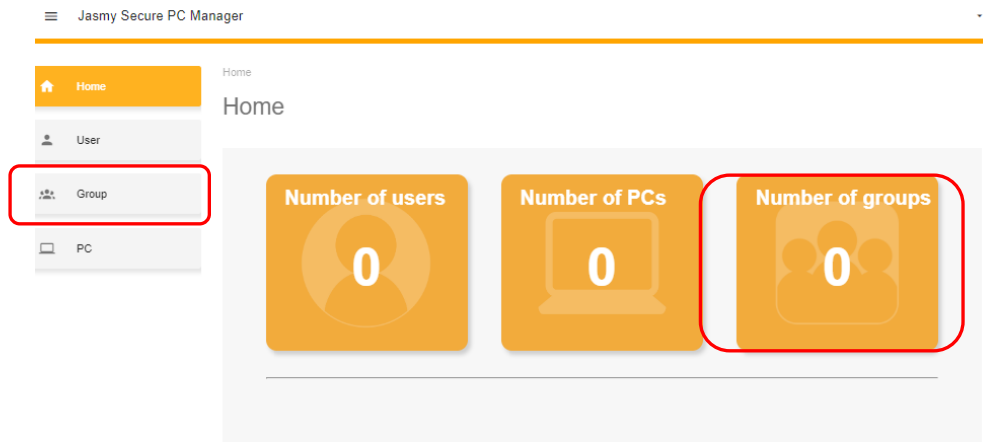 Jasmy Secure PC Manager
Home
User
Group
PC
Home
Home
Number of users
0
Number of PCs
0
Number of groups
0